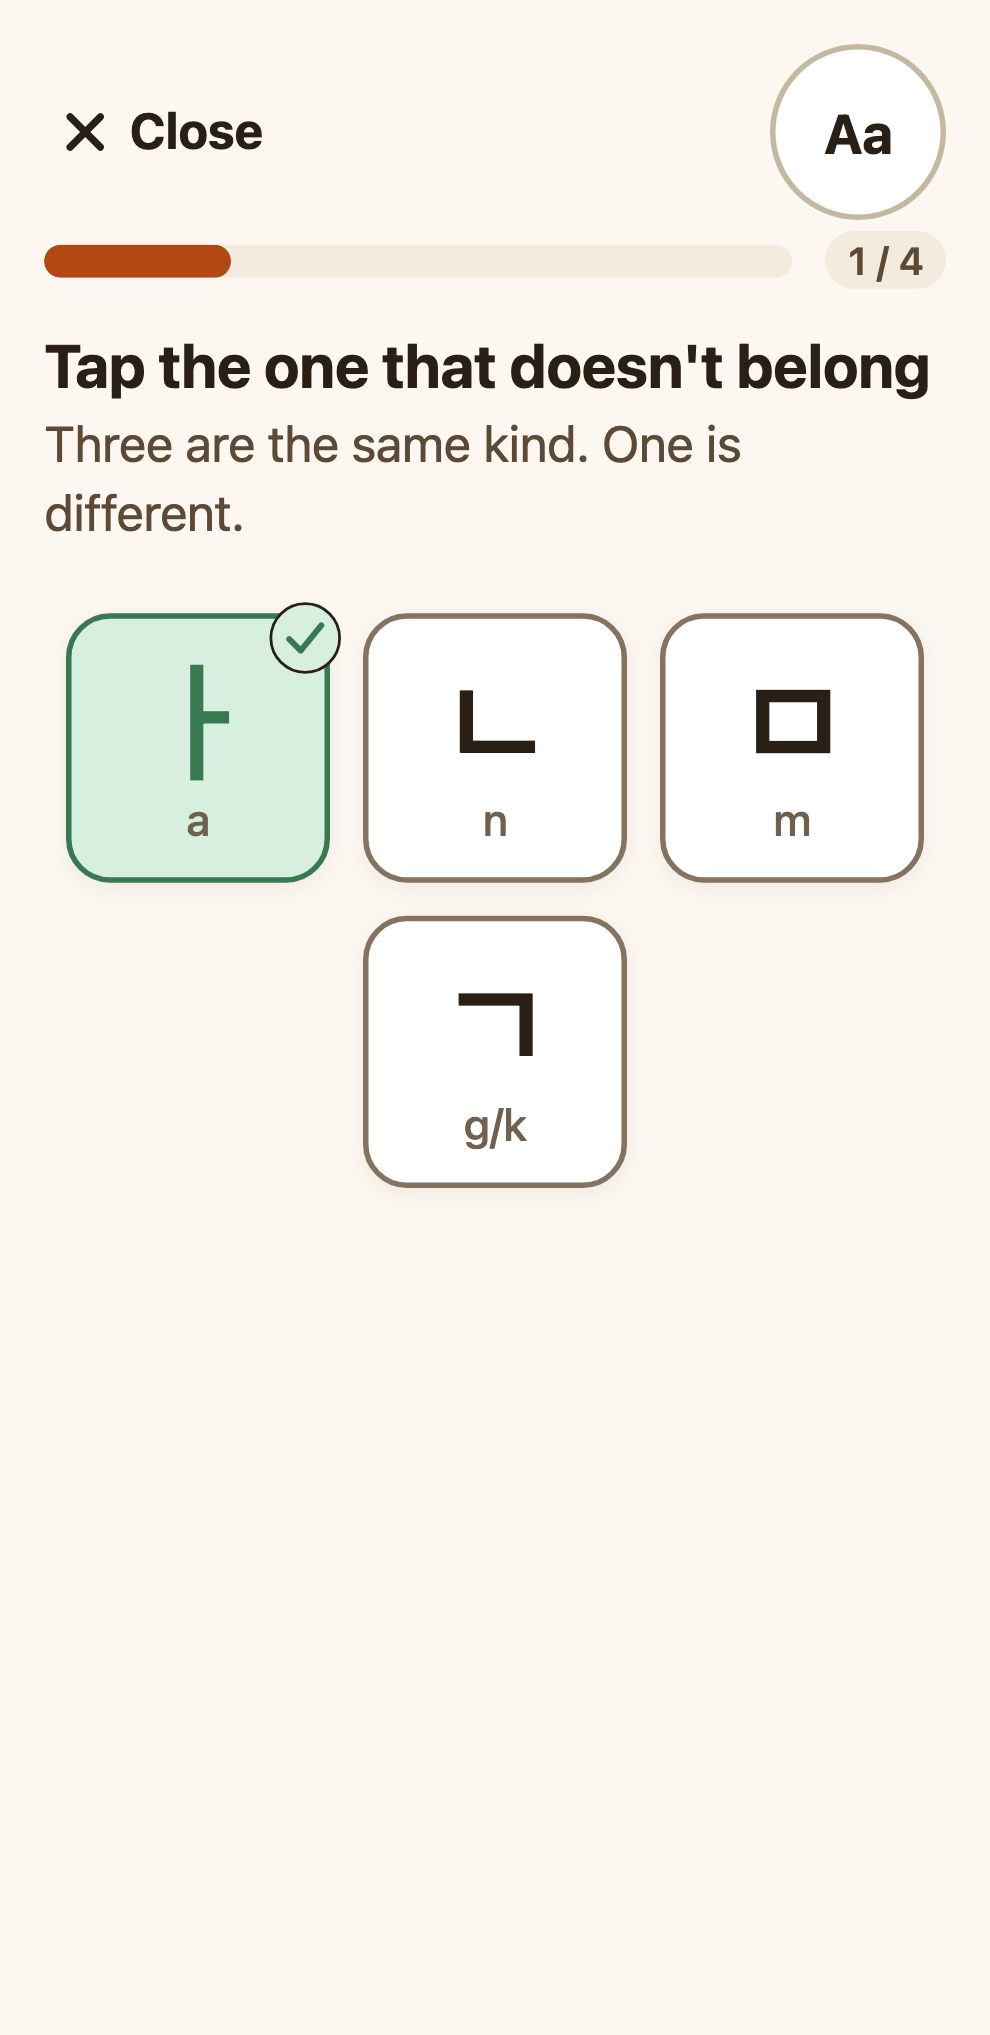 Close
Aa
1 / 4
Tap the one that doesn't belong
Three are the same kind. One is
different.
ㅏ ㄴ ㅁ
a n m
ㄱ
g/k